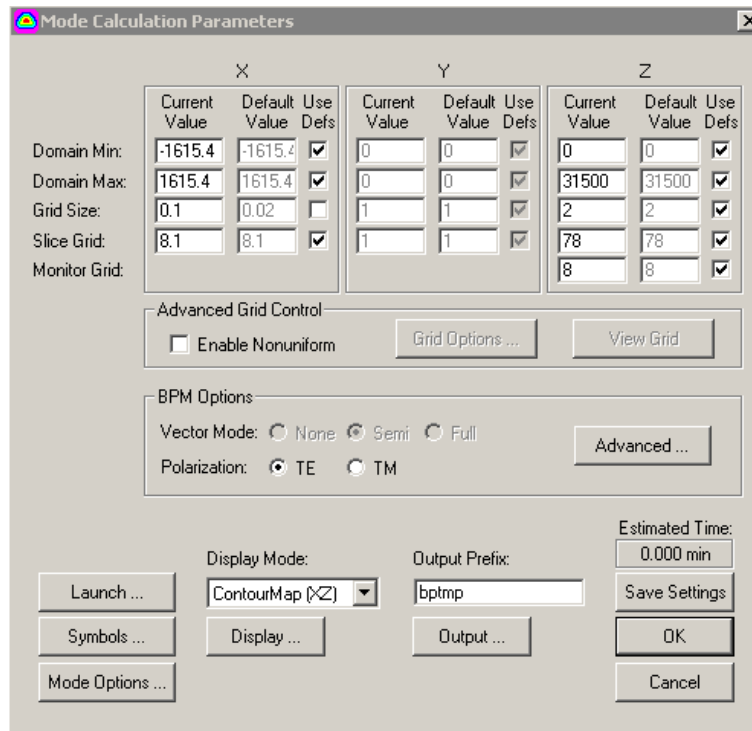 Mode Calculation Parameters
X Y Z
Current Value Default Value Use Defs Current Value Default Value Use Defs Current Value Default Value Use Defs
Domain Min: -1615.4 -1615.4 0 0 0 0
Domain Max: 1615.4 1615.4 0 0 31500 31500
Grid Size: 0.1 0.02 1 1 2 2
Slice Grid: 8.1 8.1 1 1 78 78
Monitor Grid: 8 8
Advanced Grid Control
Enable Nonuniform Grid Options ... View Grid
BPM Options
Vector Mode: None Semi Full
Advanced ...
Polarization: TE TM
Estimated Time:
Display Mode: Output Prefix: 0.000 min
Launch ... ContourMap (XZ) bptmp Save Settings
Symbols ... Display ... Output ... OK
Mode Options ... Cancel